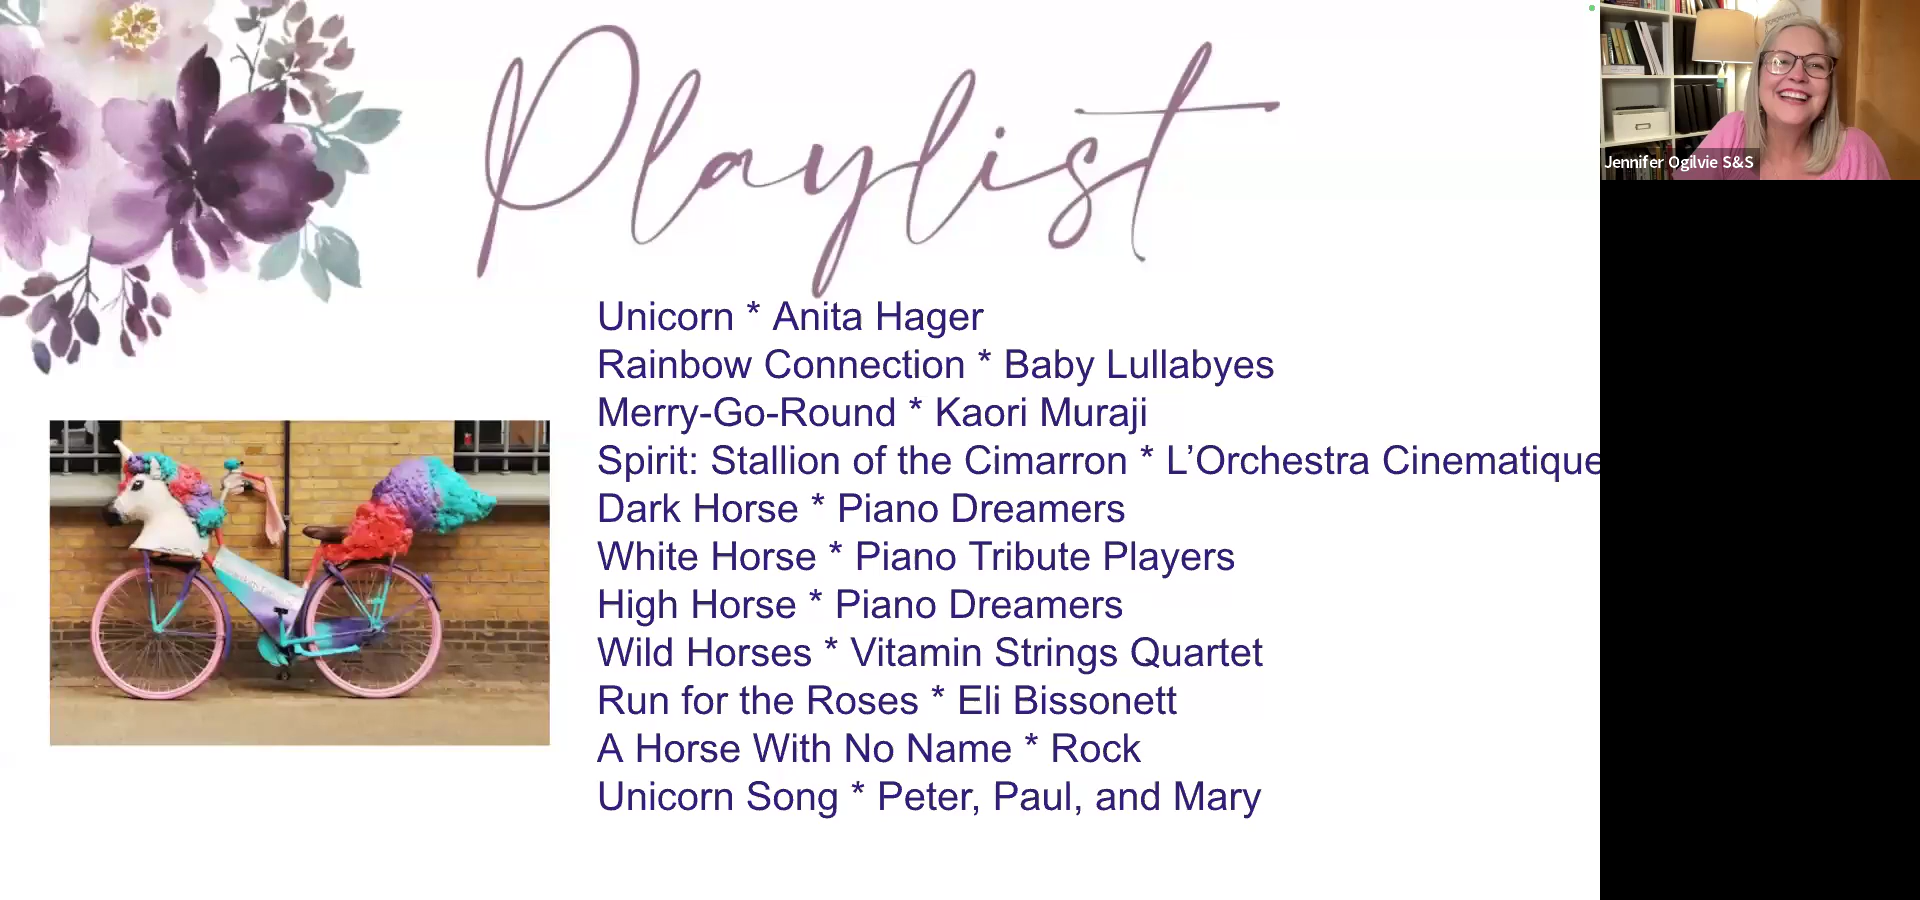 Playlist
Unicorn * Anita Hager
Rainbow Connection * Baby Lullabyes
Merry-Go-Round * Kaori Muraji
Spirit: Stallion of the Cimarron * L’Orchestra Cinematique
Dark Horse * Piano Dreamers
White Horse * Piano Tribute Players
High Horse * Piano Dreamers
Wild Horses * Vitamin Strings Quartet
Run for the Roses * Eli Bissonett
A Horse With No Name * Rock
Unicorn Song * Peter, Paul, and Mary
Jennifer Ogilvie S&S